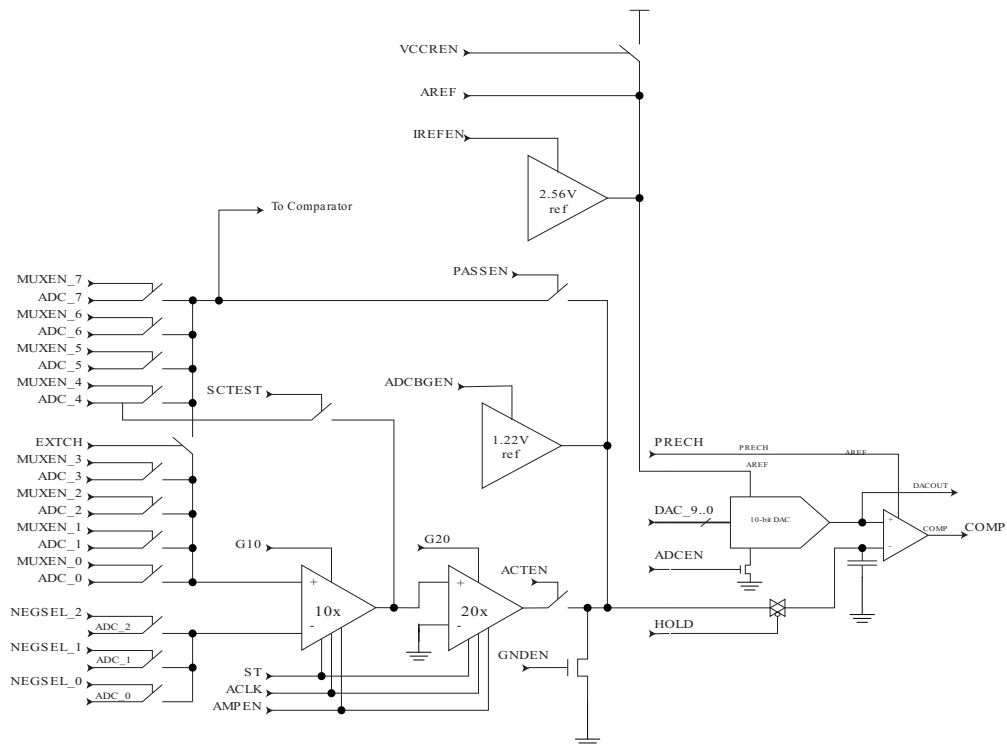 VCCREN
AREF
IREFEN
2.56V
ref
To Comparator
PASSEN
MUXEN_7
ADC_7
MUXEN_6
ADC_6
MUXEN_5
ADC_5
MUXEN_4
ADC_4
SCTEST
ADCBGEN
1.22V
ref
EXTCH
MUXEN_3
ADC_3
MUXEN_2
ADC_2
MUXEN_1
ADC_1
MUXEN_0
ADC_0
PRECH
PRECH
AREF
AREF
DACOUT
DAC_9..0
10-bit DAC
+
-
COMP
COMP
ADCEN
G10
+
10x
-
G20
+
20x
-
ACTEN
HOLD
NEGSEL_2
ADC_2
NEGSEL_1
ADC_1
NEGSEL_0
ADC_0
ST
ACLK
AMPEN
GNDEN